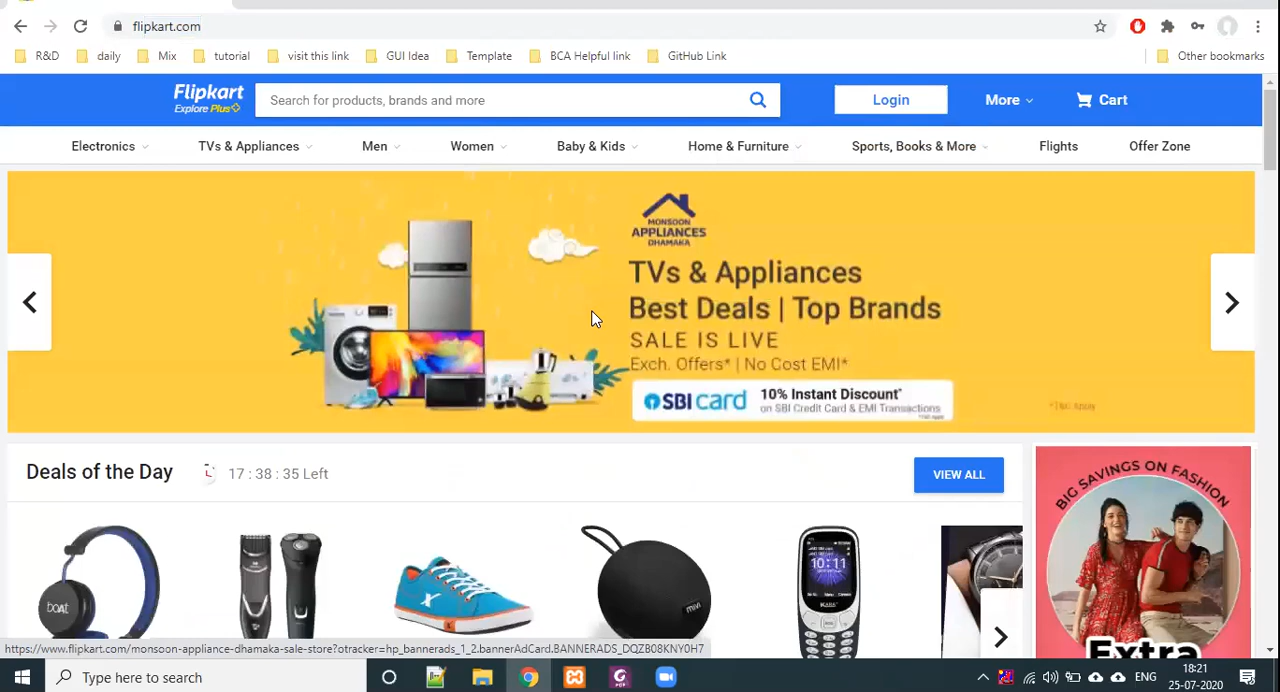 flipkart.com
R&D daily Mix tutorial visit this link GUI Idea Template BCA Helpful link GitHub Link Other bookmarks
Flipkart
Explore Plus
Search for products, brands and more
Login More Cart
Electronics TVs & Appliances Men Women Baby & Kids Home & Furniture Sports, Books & More Flights Offer Zone
MONSOON
APPLIANCES
DHAMAKA
TVs & Appliances
Best Deals | Top Brands
SALE IS LIVE
Exch. Offers* | No Cost EMI*
SBI card 10% Instant Discount*
on SBI Credit Card & EMI Transactions
*T&C Apply
Deals of the Day 17 : 38 : 35 Left
VIEW ALL
BIG SAVINGS ON FASHION
boAt
mivi
10:11
Extra
https://www.flipkart.com/monsoon-appliance-dhamaka-sale-store?otracker=hp_bannerads_1_2.bannerAdCard.BANNERADS_DQZB08KNY0H7
Type here to search
ENG
18:21
25-07-2020